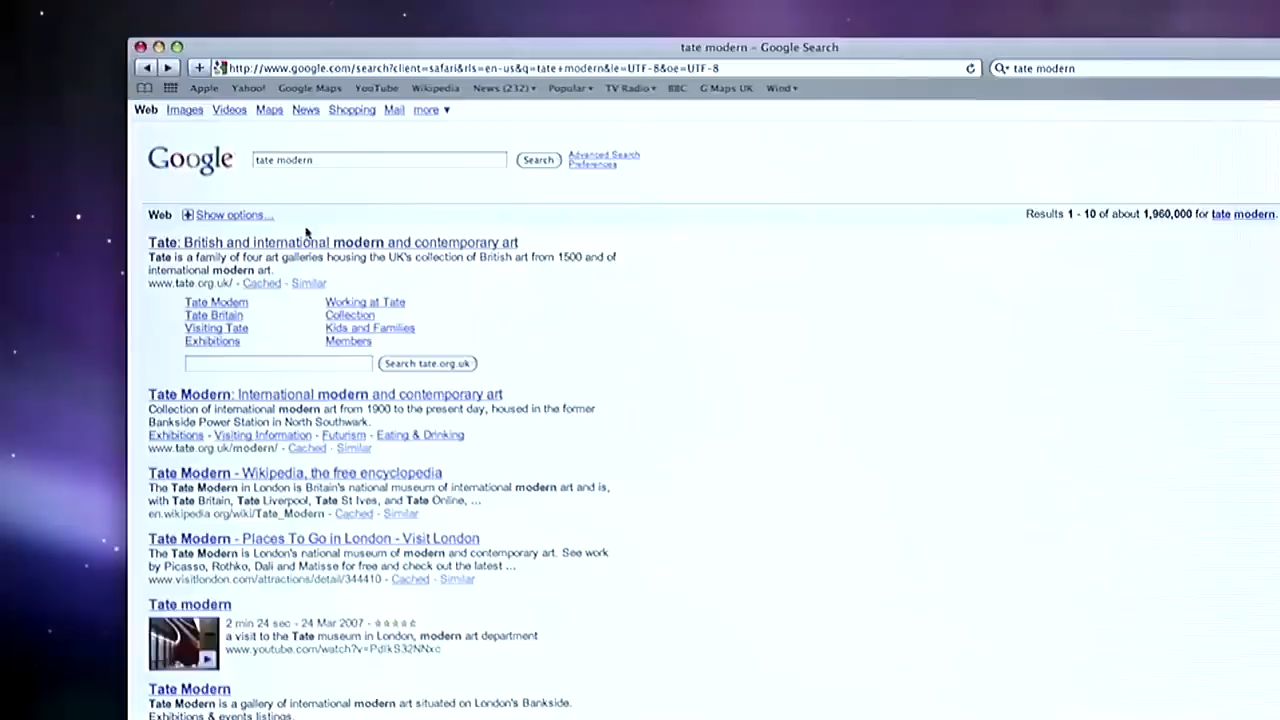 tate modern – Google Search
http://www.google.com/search?client=safari&rls=en-us&q=tate+modern&ie=UTF-8&oe=UTF-8
tate modern
Apple Yahoo! Google Maps YouTube Wikipedia News (232) Popular TV Radio BBC G Maps UK Wind
Web Images Videos Maps News Shopping Mail more
Google tate modern Search Advanced Search
Preferences
Web Show options... Results 1 - 10 of about 1,960,000 for tate modern.
Tate: British and international modern and contemporary art
Tate is a family of four art galleries housing the UK's collection of British art from 1500 and of
international modern art.
www.tate.org.uk/ - Cached - Similar
Tate Modern Working at Tate
Tate Britain Collection
Visiting Tate Kids and Families
Exhibitions Members
Search tate.org.uk
Tate Modern: International modern and contemporary art
Collection of international modern art from 1900 to the present day, housed in the former
Bankside Power Station in North Southwark.
Exhibitions - Visiting Information - Futurism - Eating & Drinking
www.tate.org.uk/modern/ - Cached - Similar
Tate Modern - Wikipedia, the free encyclopedia
The Tate Modern in London is Britain's national museum of international modern art and is,
with Tate Britain, Tate Liverpool, Tate St Ives, and Tate Online, ...
en.wikipedia.org/wiki/Tate_Modern - Cached - Similar
Tate Modern - Places To Go in London - Visit London
The Tate Modern is London's national museum of modern and contemporary art. See work
by Picasso, Rothko, Dali and Matisse for free and check out the latest ...
www.visitlondon.com/attractions/detail/344410 - Cached - Similar
Tate modern
2 min 24 sec - 24 Mar 2007 -
a visit to the Tate museum in London, modern art department
www.youtube.com/watch?v=PdIkS32NNxc
Tate Modern
Tate Modern is a gallery of international modern art situated on London's Bankside.
Exhibitions & events listings.